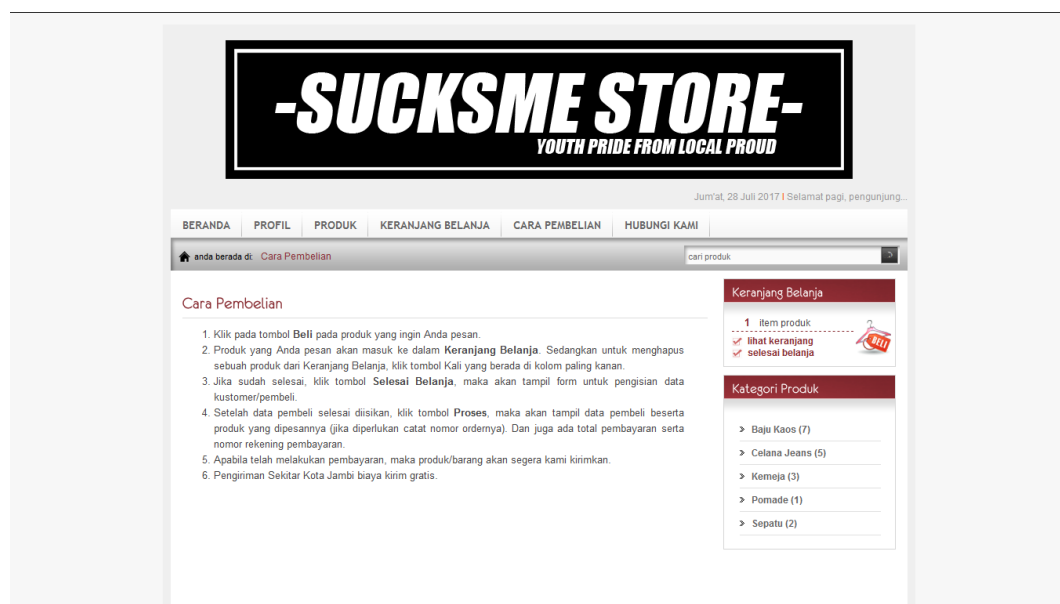 -SUCKSME STORE-
YOUTH PRIDE FROM LOCAL PROUD
Jum'at, 28 Juli 2017 | Selamat pagi, pengunjung...
BERANDA PROFIL PRODUK KERANJANG BELANJA CARA PEMBELIAN HUBUNGI KAMI
anda berada di: Cara Pembelian
cari produk
Cara Pembelian
1. Klik pada tombol Beli pada produk yang ingin Anda pesan.
2. Produk yang Anda pesan akan masuk ke dalam Keranjang Belanja. Sedangkan untuk menghapus
sebuah produk dari Keranjang Belanja, klik tombol Kali yang berada di kolom paling kanan.
3. Jika sudah selesai, klik tombol Selesai Belanja, maka akan tampil form untuk pengisian data
kustomer/pembeli.
4. Setelah data pembeli selesai diisikan, klik tombol Proses, maka akan tampil data pembeli beserta
produk yang dipesannya (jika diperlukan catat nomor ordernya). Dan juga ada total pembayaran serta
nomor rekening pembayaran.
5. Apabila telah melakukan pembayaran, maka produk/barang akan segera kami kirimkan.
6. Pengiriman Sekitar Kota Jambi biaya kirim gratis.
Keranjang Belanja
1 item produk
lihat keranjang
selesai belanja
BELI
Kategori Produk
Baju Kaos (7)
Celana Jeans (5)
Kemeja (3)
Pomade (1)
Sepatu (2)